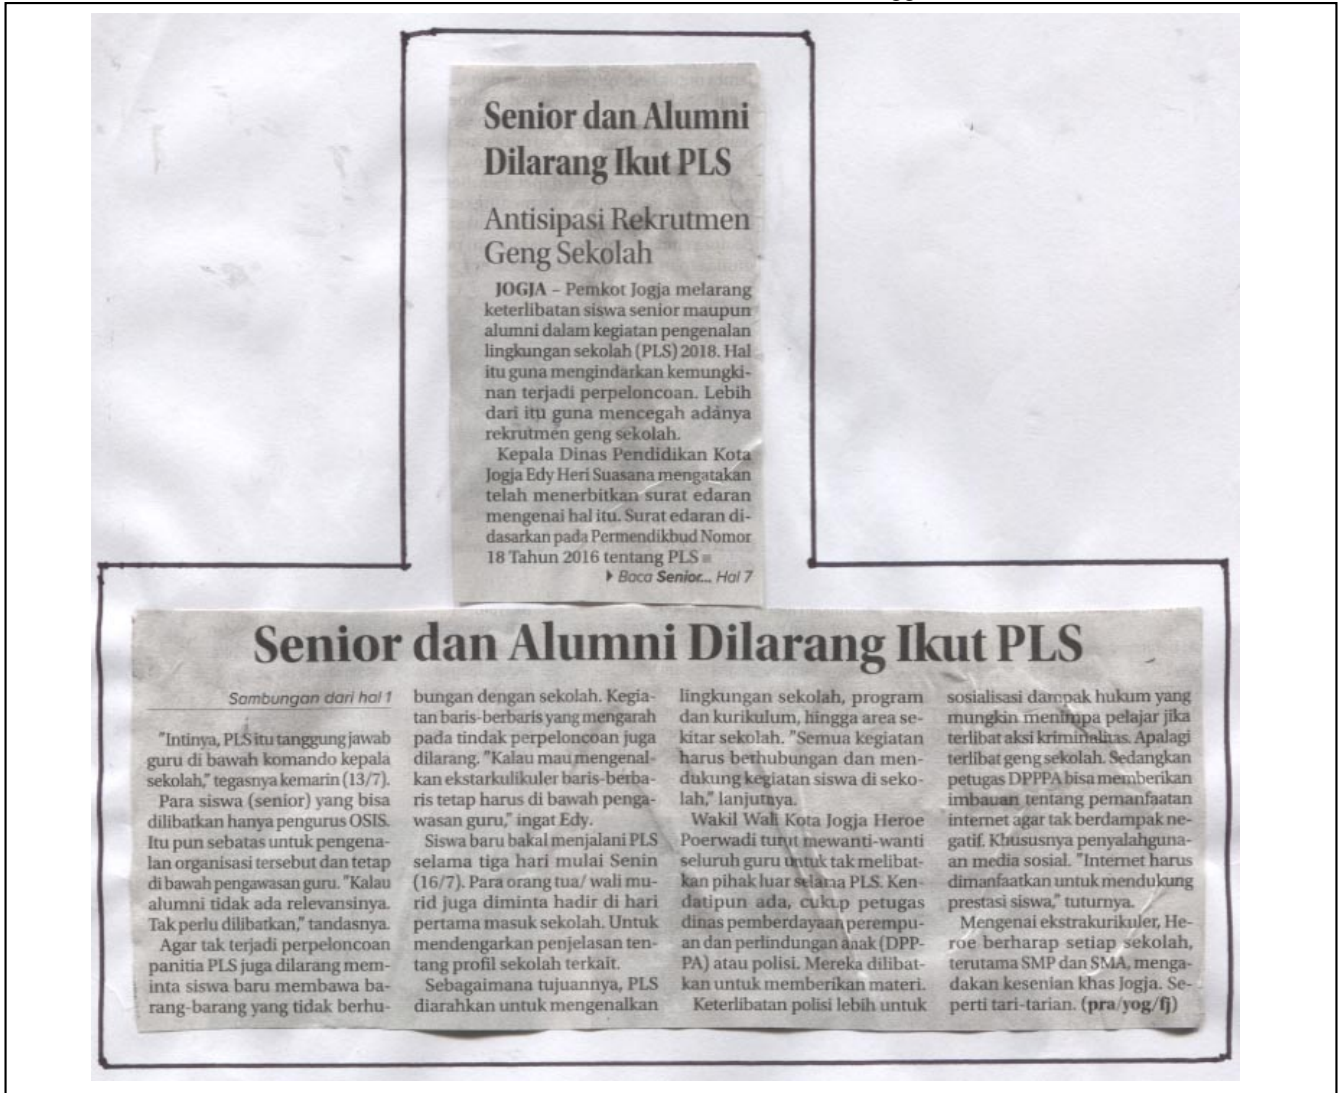 Senior dan Alumni
Dilarang Ikut PLS
Antisipasi Rekrutmen
Geng Sekolah
JOGJA – Pemkot Jogja melarang
keterlibatan siswa senior maupun
alumni dalam kegiatan pengenalan
lingkungan sekolah (PLS) 2018. Hal
itu guna mengindarkan kemungki-
nan terjadi perpeloncoan. Lebih
dari itu guna mencegah adanya
rekrutmen geng sekolah.
Kepala Dinas Pendidikan Kota
Jogja Edy Heri Suasana mengatakan
telah menerbitkan surat edaran
mengenai hal itu. Surat edaran di-
dasarkan pada Permendikbud Nomor
18 Tahun 2016 tentang PLS
Baca Senior... Hal 7
Senior dan Alumni Dilarang Ikut PLS
Sambungan dari hal 1
"Intinya, PLS itu tanggung jawab
guru di bawah komando kepala
sekolah," tegasnya kemarin (13/7).
Para siswa (senior) yang bisa
dilibatkan hanya pengurus OSIS.
Itu pun sebatas untuk pengena-
lan organisasi tersebut dan tetap
di bawah pengawasan guru. "Kalau
alumni tidak ada relevansinya.
Tak perlu dilibatkan," tandasnya.
Agar tak terjadi perpeloncoan
panitia PLS juga dilarang mem-
inta siswa baru membawa ba-
rang-barang yang tidak berhu-
bungan dengan sekolah. Kegia-
tan baris-berbaris yang mengarah
pada tindak perpeloncoan juga
dilarang. "Kalau mau mengenal-
kan ekstarkulikuler baris-berba-
ris tetap harus di bawah penga-
wasan guru," ingat Edy.
Siswa baru bakal menjalani PLS
selama tiga hari mulai Senin
(16/7). Para orang tua/ wali mu-
rid juga diminta hadir di hari
pertama masuk sekolah. Untuk
mendengarkan penjelasan ten-
tang profil sekolah terkait.
Sebagaimana tujuannya, PLS
diarahkan untuk mengenalkan
lingkungan sekolah, program
dan kurikulum, hingga area se-
kitar sekolah. "Semua kegiatan
harus berhubungan dan men-
dukung kegiatan siswa di seko-
lah," lanjutnya.
Wakil Wali Kota Jogja Heroe
Poerwadi turut mewanti-wanti
seluruh guru untuk tak melibat-
kan pihak luar selama PLS. Ken-
datipun ada, cukup petugas
dinas pemberdayaan perempu-
an dan perlindungan anak (DPP-
PA) atau polisi. Mereka dilibat-
kan untuk memberikan materi.
Keterlibatan polisi lebih untuk
sosialisasi dampak hukum yang
mungkin menimpa pelajar jika
terlibat aksi kriminalitas. Apalagi
terlibat geng sekolah. Sedangkan
petugas DPPPA bisa memberikan
imbauan tentang pemanfaatan
internet agar tak berdampak ne-
gatif. Khususnya penyalahguna-
an media sosial. "Internet harus
dimanfaatkan untuk mendukung
prestasi siswa," tuturnya.
Mengenai ekstrakurikuler, He-
roe berharap setiap sekolah,
terutama SMP dan SMA, menga-
dakan kesenian khas Jogja. Se-
perti tari-tarian. (pra/yog/fj)